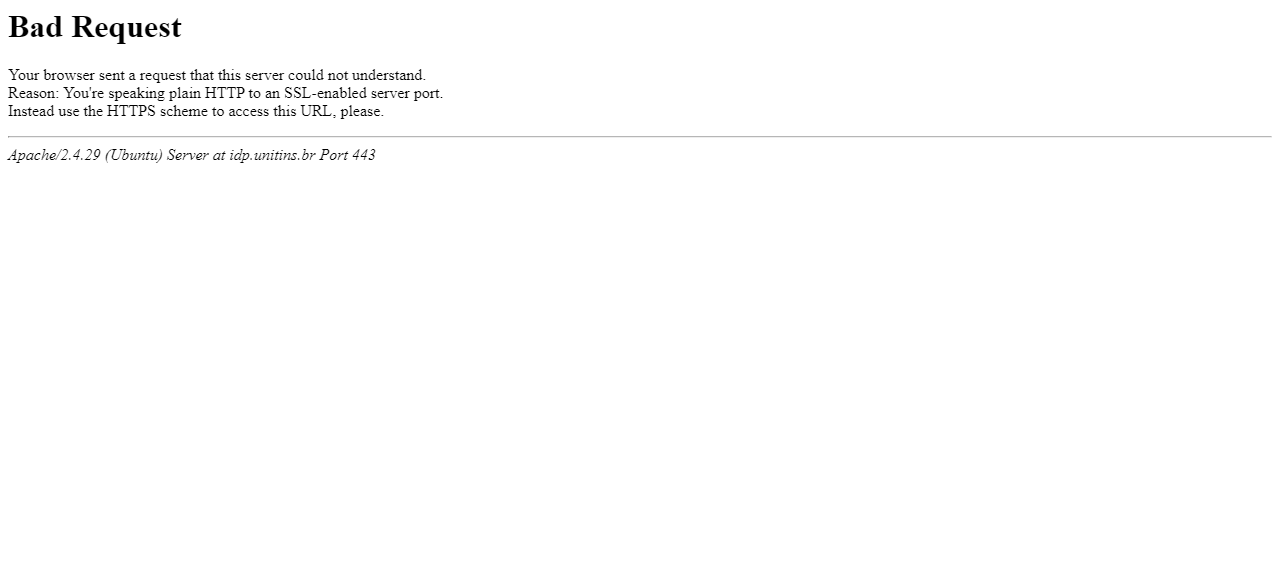 Bad Request
Your browser sent a request that this server could not understand.
Reason: You're speaking plain HTTP to an SSL-enabled server port.
Instead use the HTTPS scheme to access this URL, please.
Apache/2.4.29 (Ubuntu) Server at idp.unitins.br Port 443